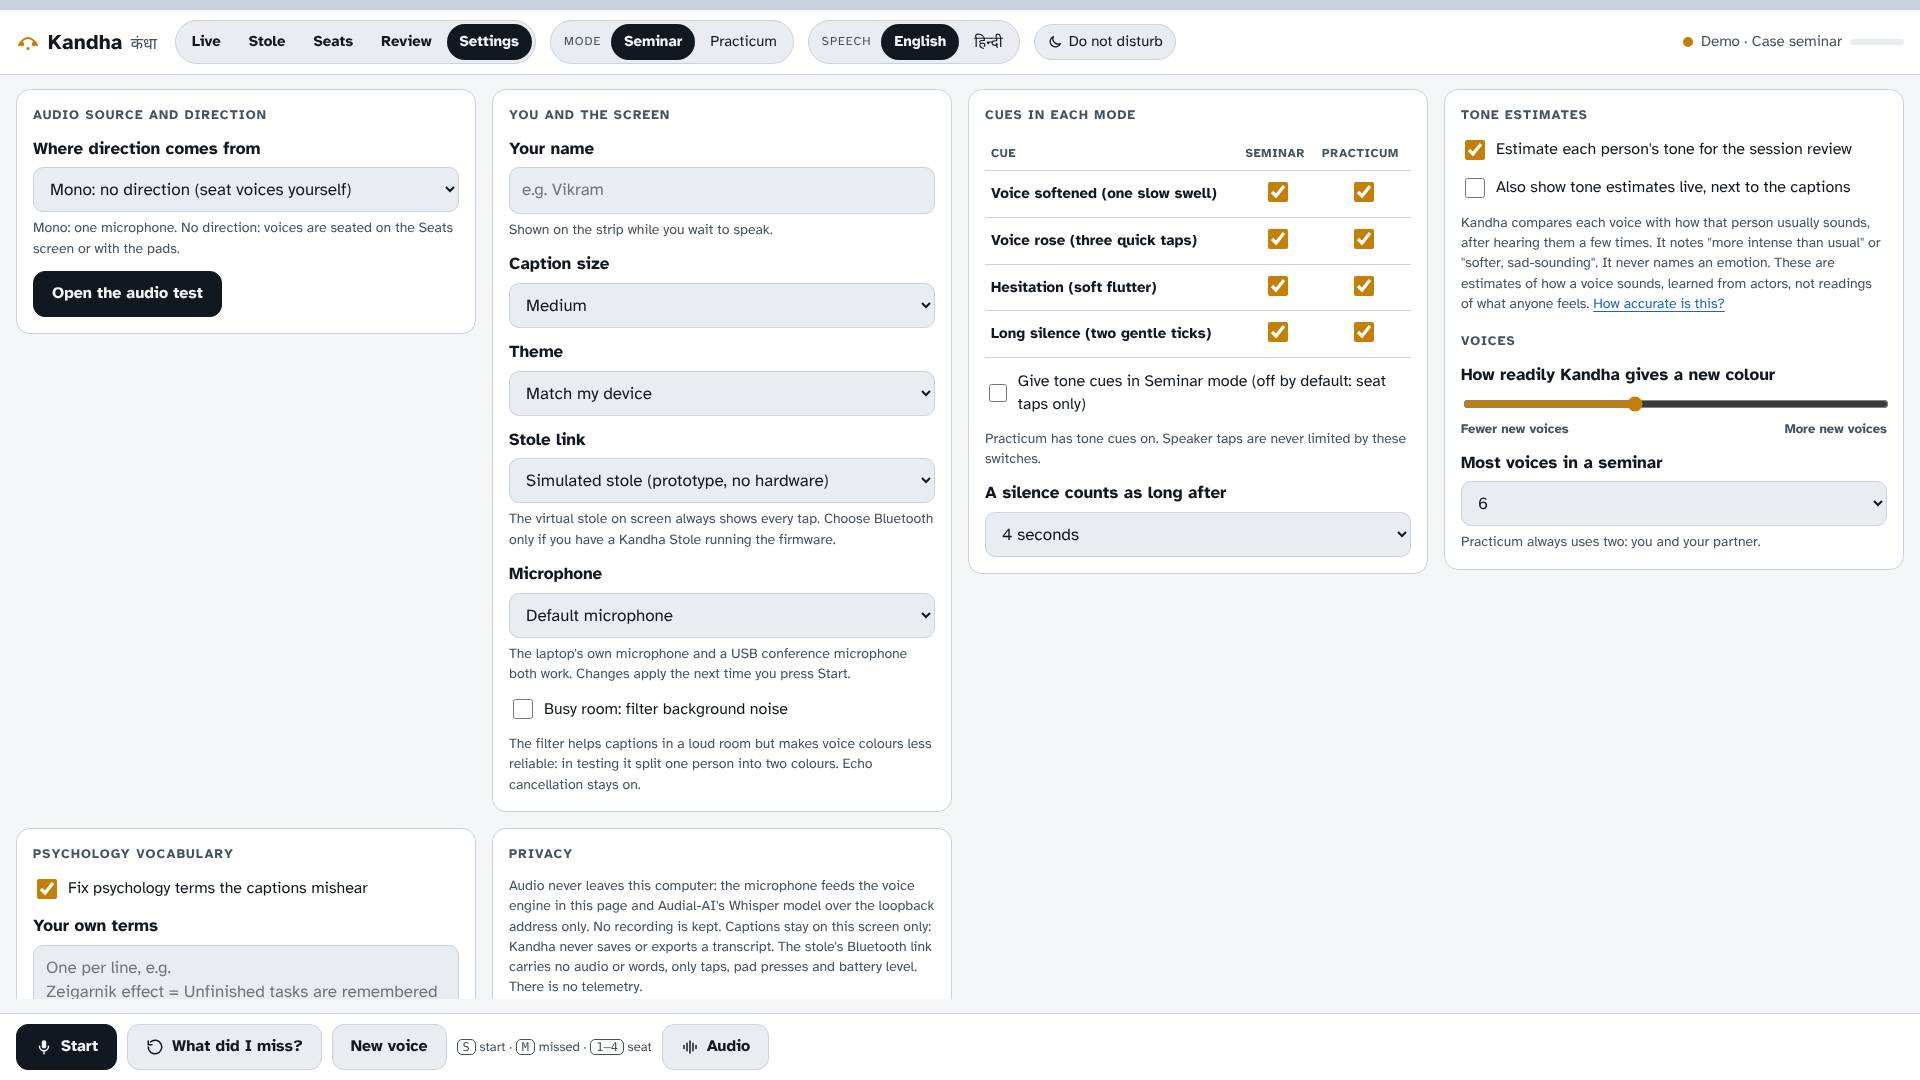 Kandha कंधा
Live Stole Seats Review Settings
MODE Seminar Practicum
SPEECH English हिन्दी
Do not disturb
Demo · Case seminar
AUDIO SOURCE AND DIRECTION
Where direction comes from
Mono: no direction (seat voices yourself)
Mono: one microphone. No direction: voices are seated on the Seats
screen or with the pads.
Open the audio test
YOU AND THE SCREEN
Your name
e.g. Vikram
Shown on the strip while you wait to speak.
Caption size
Medium
Theme
Match my device
Stole link
Simulated stole (prototype, no hardware)
The virtual stole on screen always shows every tap. Choose Bluetooth
only if you have a Kandha Stole running the firmware.
Microphone
Default microphone
The laptop's own microphone and a USB conference microphone
both work. Changes apply the next time you press Start.
Busy room: filter background noise
The filter helps captions in a loud room but makes voice colours less
reliable: in testing it split one person into two colours. Echo
cancellation stays on.
CUES IN EACH MODE
CUE SEMINAR PRACTICUM
Voice softened (one slow swell)
Voice rose (three quick taps)
Hesitation (soft flutter)
Long silence (two gentle ticks)
Give tone cues in Seminar mode (off by default: seat
taps only)
Practicum has tone cues on. Speaker taps are never limited by these
switches.
A silence counts as long after
4 seconds
TONE ESTIMATES
Estimate each person's tone for the session review
Also show tone estimates live, next to the captions
Kandha compares each voice with how that person usually sounds,
after hearing them a few times. It notes "more intense than usual" or
"softer, sad-sounding". It never names an emotion. These are
estimates of how a voice sounds, learned from actors, not readings
of what anyone feels. How accurate is this?
VOICES
How readily Kandha gives a new colour
Fewer new voices More new voices
Most voices in a seminar
6
Practicum always uses two: you and your partner.
PSYCHOLOGY VOCABULARY
Fix psychology terms the captions mishear
Your own terms
One per line, e.g.
Zeigarnik effect = Unfinished tasks are remembered
PRIVACY
Audio never leaves this computer: the microphone feeds the voice
engine in this page and Audial-AI's Whisper model over the loopback
address only. No recording is kept. Captions stay on this screen only:
Kandha never saves or exports a transcript. The stole's Bluetooth link
carries no audio or words, only taps, pad presses and battery level.
There is no telemetry.
Start What did I miss? New voice S start · M missed · 1–4 seat Audio